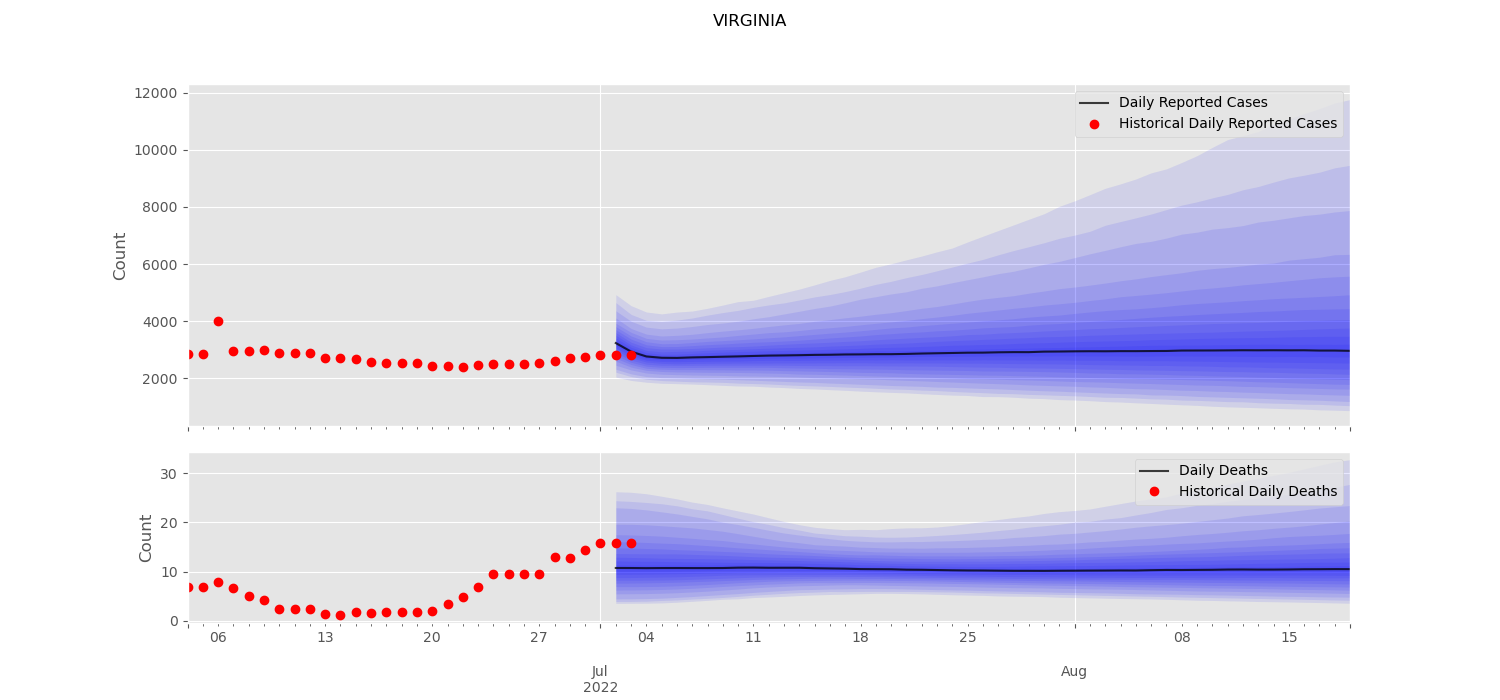 VIRGINIA
12000
10000
8000
6000
4000
2000
Count
Daily Reported Cases
Historical Daily Reported Cases
30
20
10
0
Count
Daily Deaths
Historical Daily Deaths
06 13 20 27 04 11 18 25 08 15
Jul Aug
2022